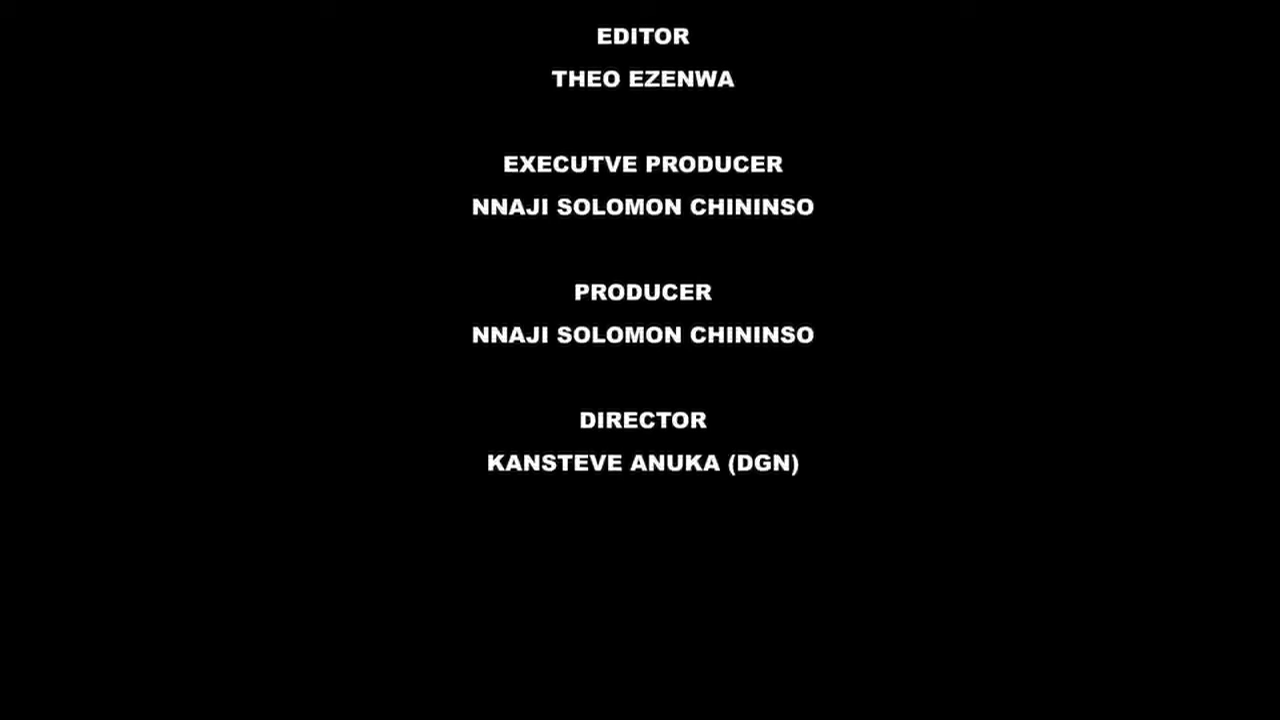 EDITOR
THEO EZENWA
EXECUTVE PRODUCER
NNAJI SOLOMON CHININSO
PRODUCER
NNAJI SOLOMON CHININSO
DIRECTOR
KANSTEVE ANUKA (DGN)